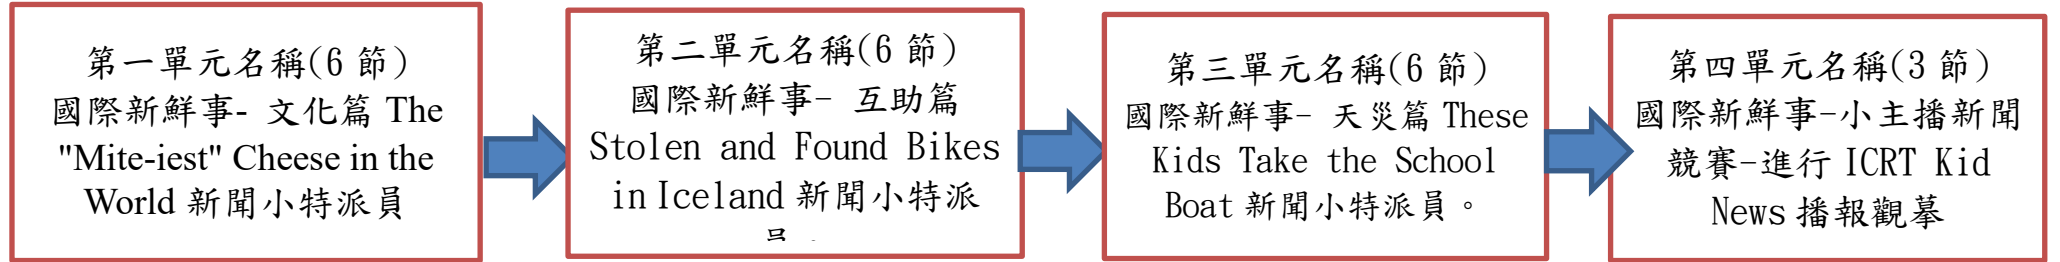 第一單元名稱(6 節)
國際新鮮事- 文化篇 The
"Mite-iest" Cheese in the
World 新聞小特派員
第二單元名稱(6 節)
國際新鮮事- 互助篇
Stolen and Found Bikes
in Iceland 新聞小特派
員。
第三單元名稱(6 節)
國際新鮮事- 天災篇 These
Kids Take the School
Boat 新聞小特派員。
第四單元名稱(3 節)
國際新鮮事-小主播新聞
競賽-進行 ICRT Kid
News 播報觀摹